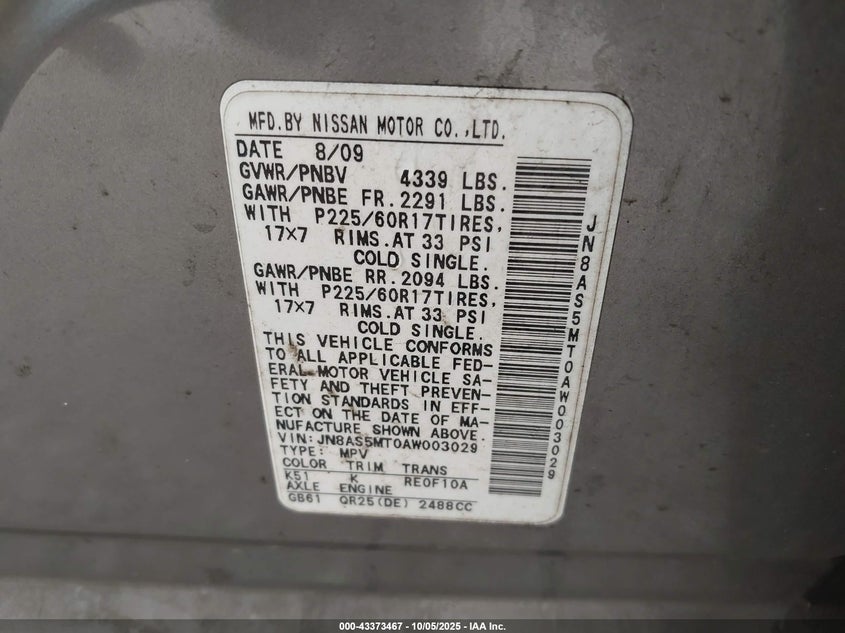 MFD.BY NISSAN MOTOR CO.,LTD.
DATE 8/09
GVWR/PNBV 4339 LBS.
GAWR/PNBE FR.2291 LBS.
WITH P225/60R17TIRES,
17×7 RIMS.AT 33 PSI
COLD SINGLE.
GAWR/PNBE RR.2094 LBS.
WITH P225/60R17TIRES,
17×7 RIMS.AT 33 PSI
COLD SINGLE.
THIS VEHICLE CONFORMS
TO ALL APPLICABLE FED-
ERAL-MOTOR VEHICLE SA-
FETY AND THEFT PREVEN-
TION STANDARDS IN EFF-
ECT ON THE DATE OF MA-
NUFACTURE SHOWN ABOVE.
VIN:JN8AS5MT0AW003029
TYPE: MPV
COLOR TRIM TRANS
K51 K RE0F10A
AXLE ENGINE
GB61 QR25(DE) 2488CC
JN8AS5MT0AW003029
000-43373467 - 10/05/2025 - IAA Inc.